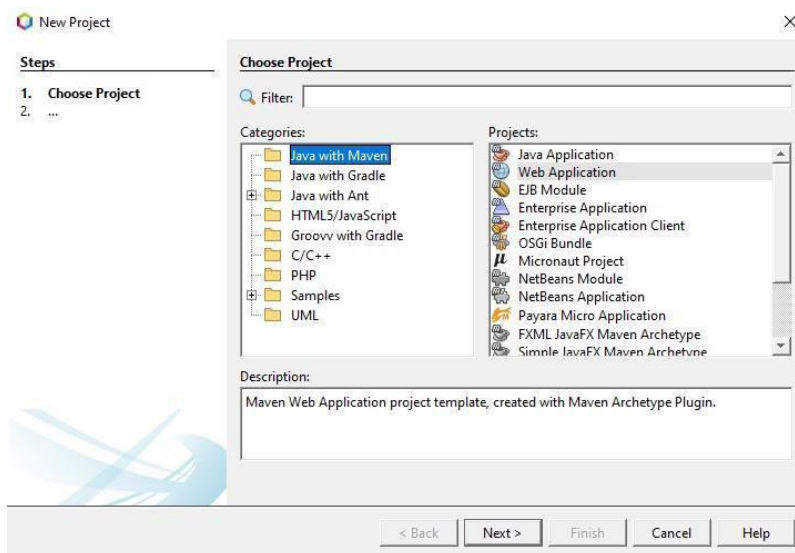 New Project
Steps
1. Choose Project
2. ...
Choose Project
Filter:
Categories:
Java with Maven
Java with Gradle
Java with Ant
HTML5/JavaScript
Groovv with Gradle
C/C++
PHP
Samples
UML
Projects:
Java Application
Web Application
EJB Module
Enterprise Application
Enterprise Application Client
OSGi Bundle
Micronaut Project
NetBeans Module
NetBeans Application
Payara Micro Application
FXML JavaFX Maven Archetype
Simple JavaFX Maven Archetype
Description:
Maven Web Application project template, created with Maven Archetype Plugin.
< Back Next > Finish Cancel Help